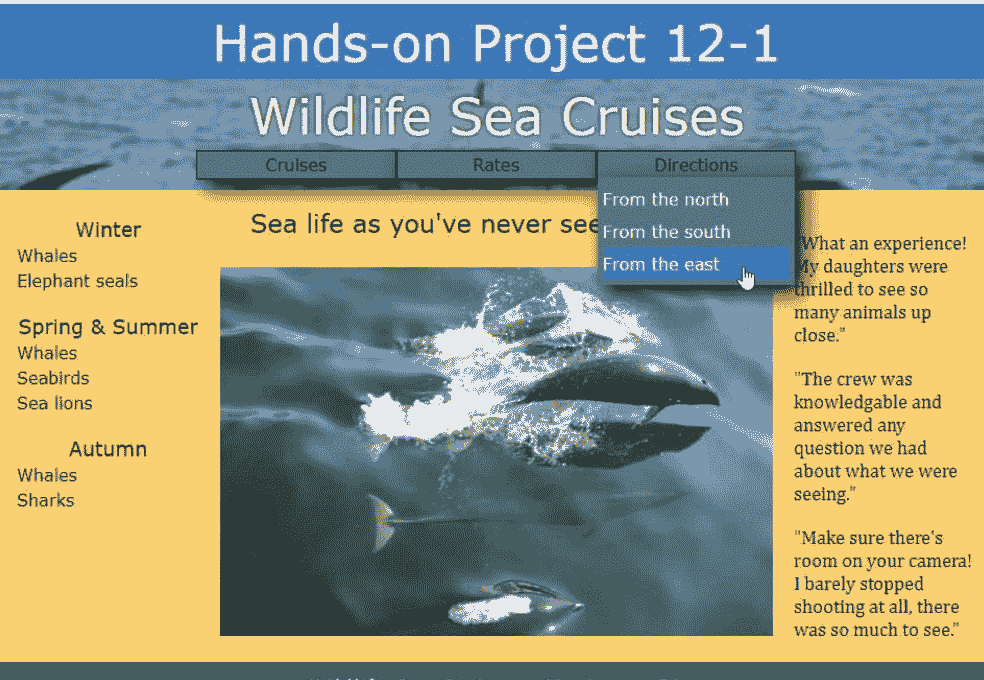 Hands-on Project 12-1
Wildlife Sea Cruises
Cruises
Rates
Directions
From the north
From the south
From the east
Winter
Whales
Elephant seals
Spring & Summer
Whales
Seabirds
Sea lions
Autumn
Whales
Sharks
Sea life as you've never
"What an experience!
My daughters were
thrilled to see so
many animals up
close."
"The crew was
knowledgable and
answered any
question we had
about what we were
seeing."
"Make sure there's
room on your camera!
I barely stopped
shooting at all, there
was so much to see."